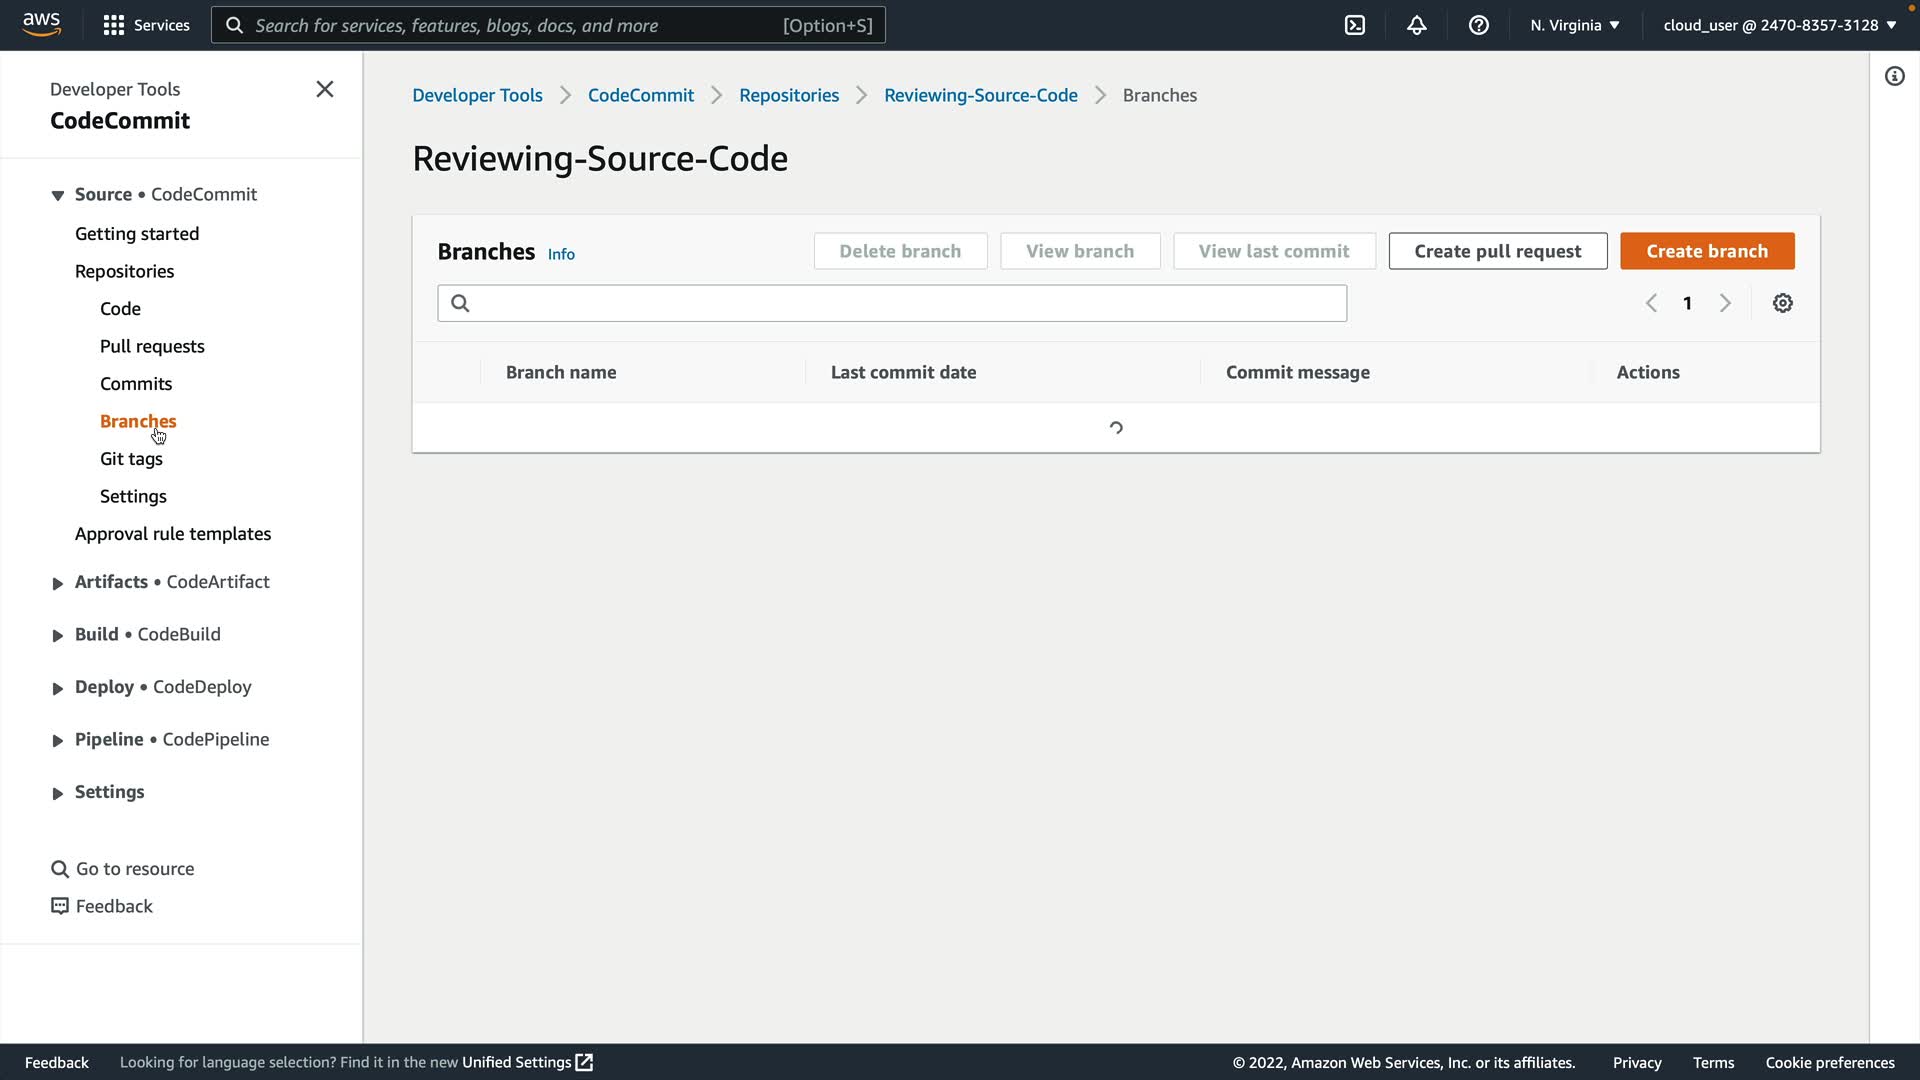 aws
Services
Search for services, features, blogs, docs, and more
[Option+S]
N. Virginia ▼
cloud_user @ 2470-8357-3128 ▼
Developer Tools
CodeCommit
Source • CodeCommit
Getting started
Repositories
Code
Pull requests
Commits
Branches
Git tags
Settings
Approval rule templates
Artifacts • CodeArtifact
Build • CodeBuild
Deploy • CodeDeploy
Pipeline • CodePipeline
Settings
Go to resource
Feedback
Developer Tools > CodeCommit > Repositories > Reviewing-Source-Code > Branches
Reviewing-Source-Code
Branches Info
Delete branch
View branch
View last commit
Create pull request
Create branch
1
Branch name
Last commit date
Commit message
Actions
Feedback
Looking for language selection? Find it in the new Unified Settings
© 2022, Amazon Web Services, Inc. or its affiliates.
Privacy
Terms
Cookie preferences